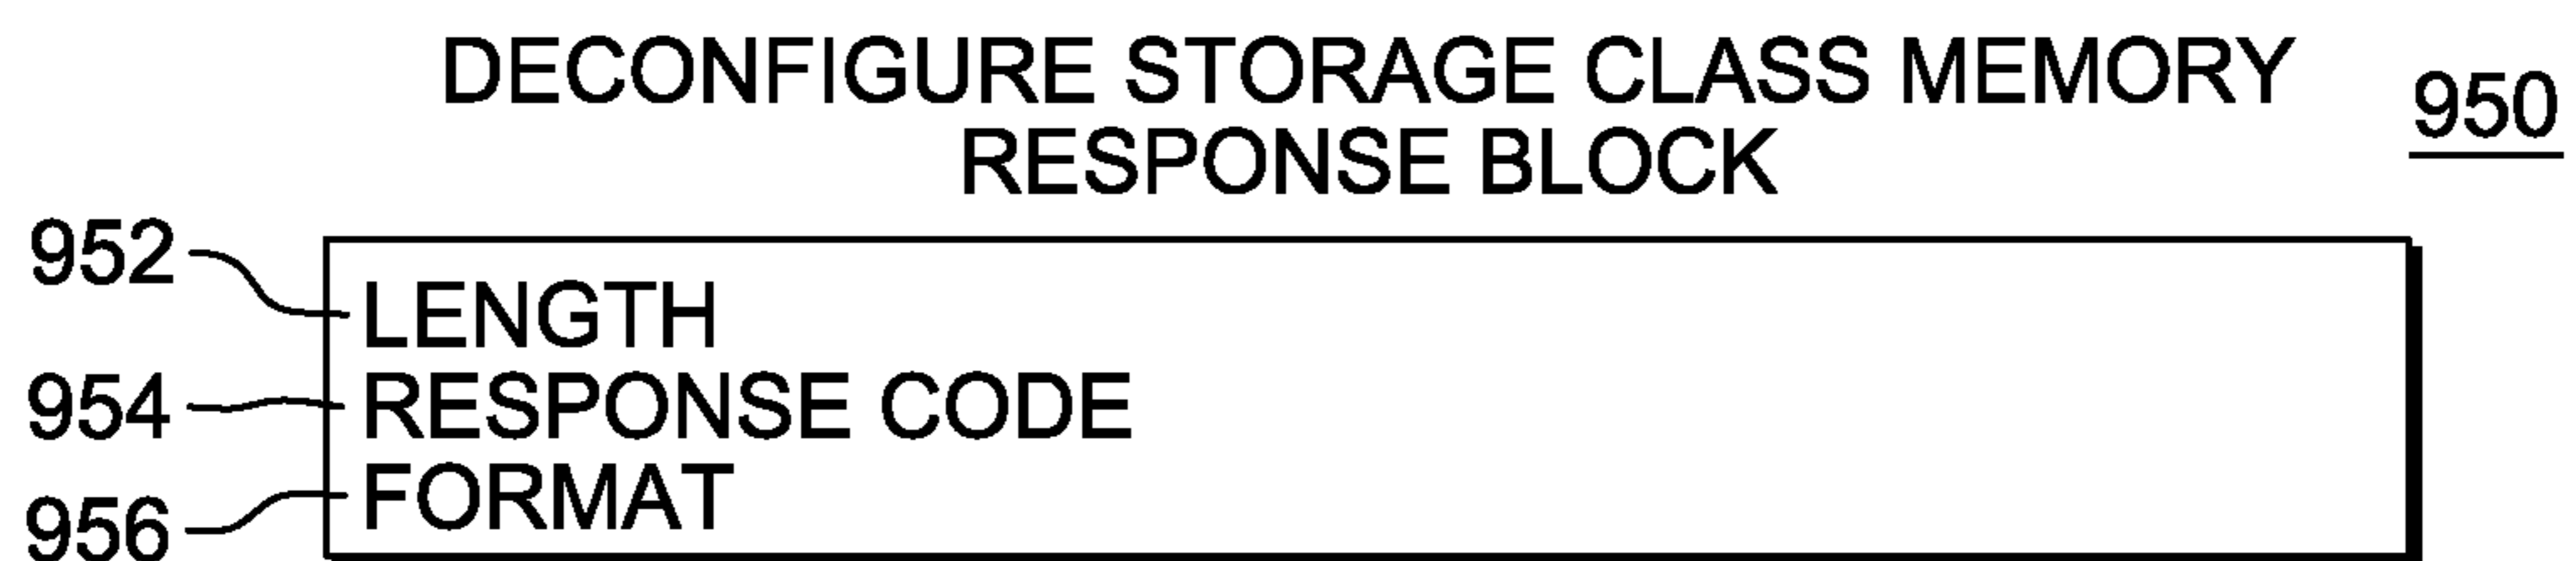 DECONFIGURE STORAGE CLASS MEMORY
RESPONSE BLOCK
950
952 LENGTH
954 RESPONSE CODE
956 FORMAT